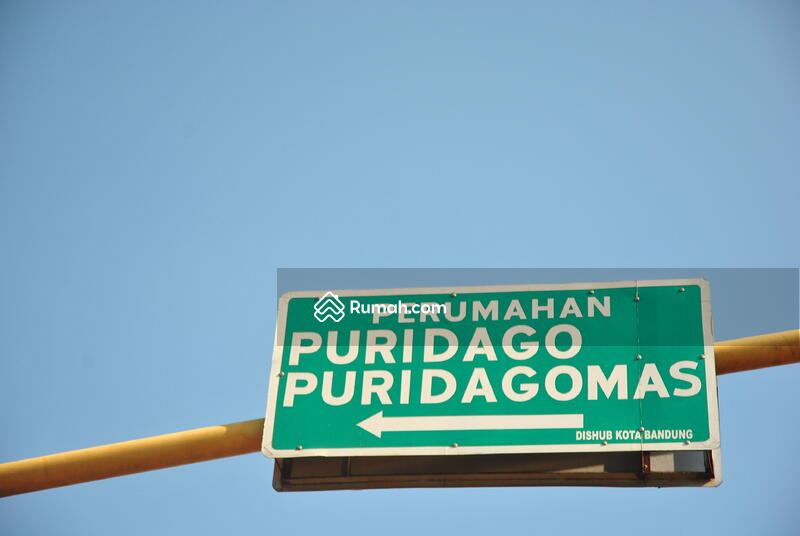 Rumah.com
PERUMAHAN
PURIDAGO
PURIDAGOMAS
DISHUB KOTA BANDUNG